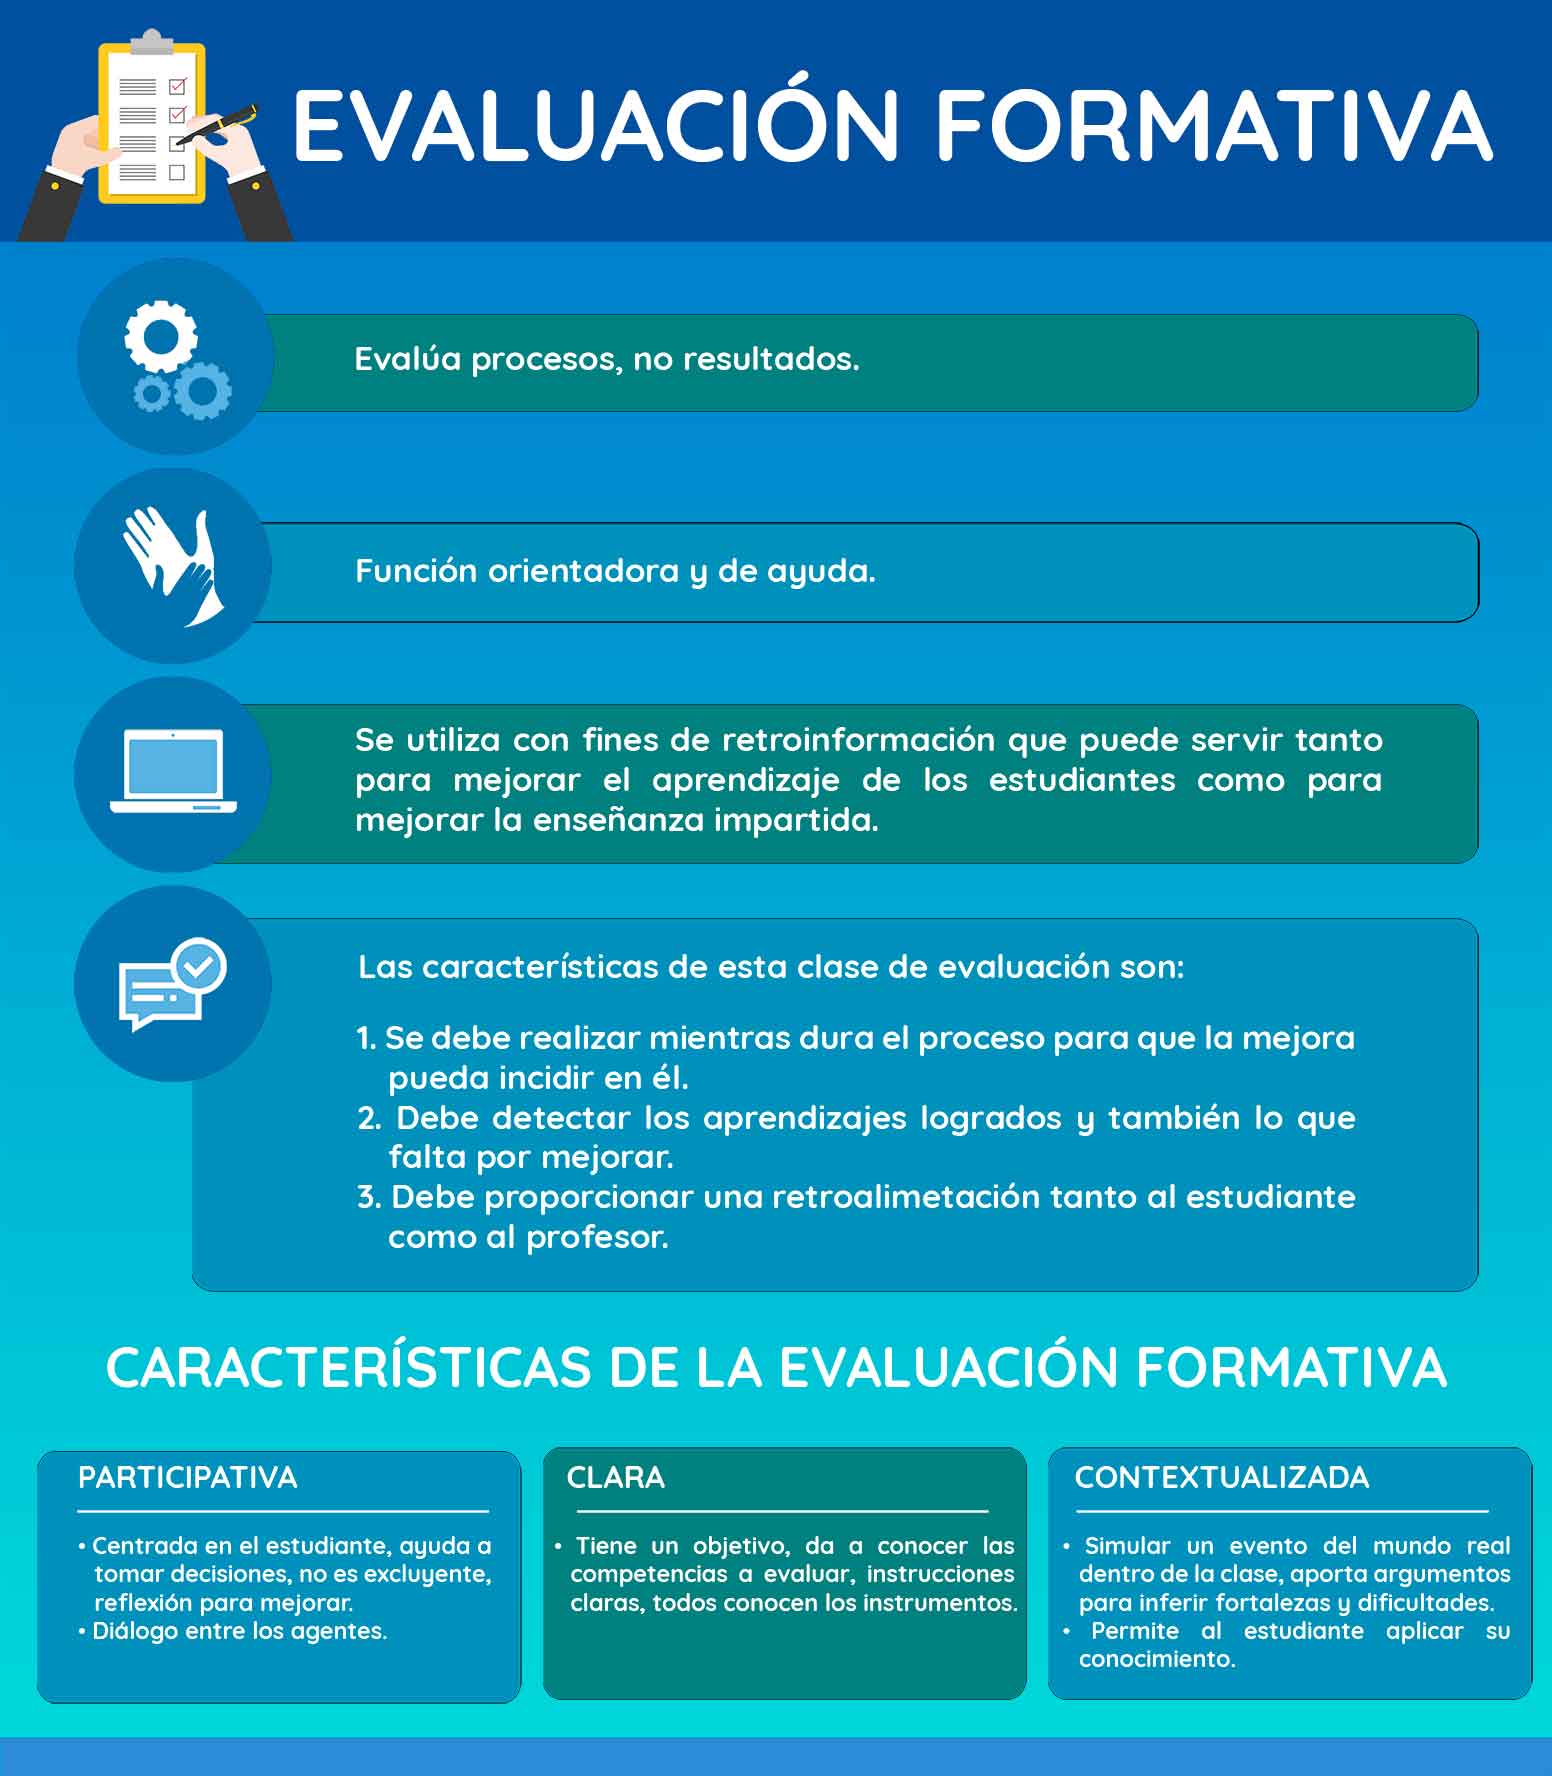 EVALUACIÓN FORMATIVA
Evalúa procesos, no resultados.
Función orientadora y de ayuda.
Se utiliza con fines de retroinformación que puede servir tanto
para mejorar el aprendizaje de los estudiantes como para
mejorar la enseñanza impartida.
Las características de esta clase de evaluación son:
1. Se debe realizar mientras dura el proceso para que la mejora
pueda incidir en él.
2. Debe detectar los aprendizajes logrados y también lo que
falta por mejorar.
3. Debe proporcionar una retroalimetación tanto al estudiante
como al profesor.
CARACTERÍSTICAS DE LA EVALUACIÓN FORMATIVA
PARTICIPATIVA
• Centrada en el estudiante, ayuda a
tomar decisiones, no es excluyente,
reflexión para mejorar.
• Diálogo entre los agentes.
CLARA
• Tiene un objetivo, da a conocer las
competencias a evaluar, instrucciones
claras, todos conocen los instrumentos.
CONTEXTUALIZADA
• Simular un evento del mundo real
dentro de la clase, aporta argumentos
para inferir fortalezas y dificultades.
• Permite al estudiante aplicar su
conocimiento.